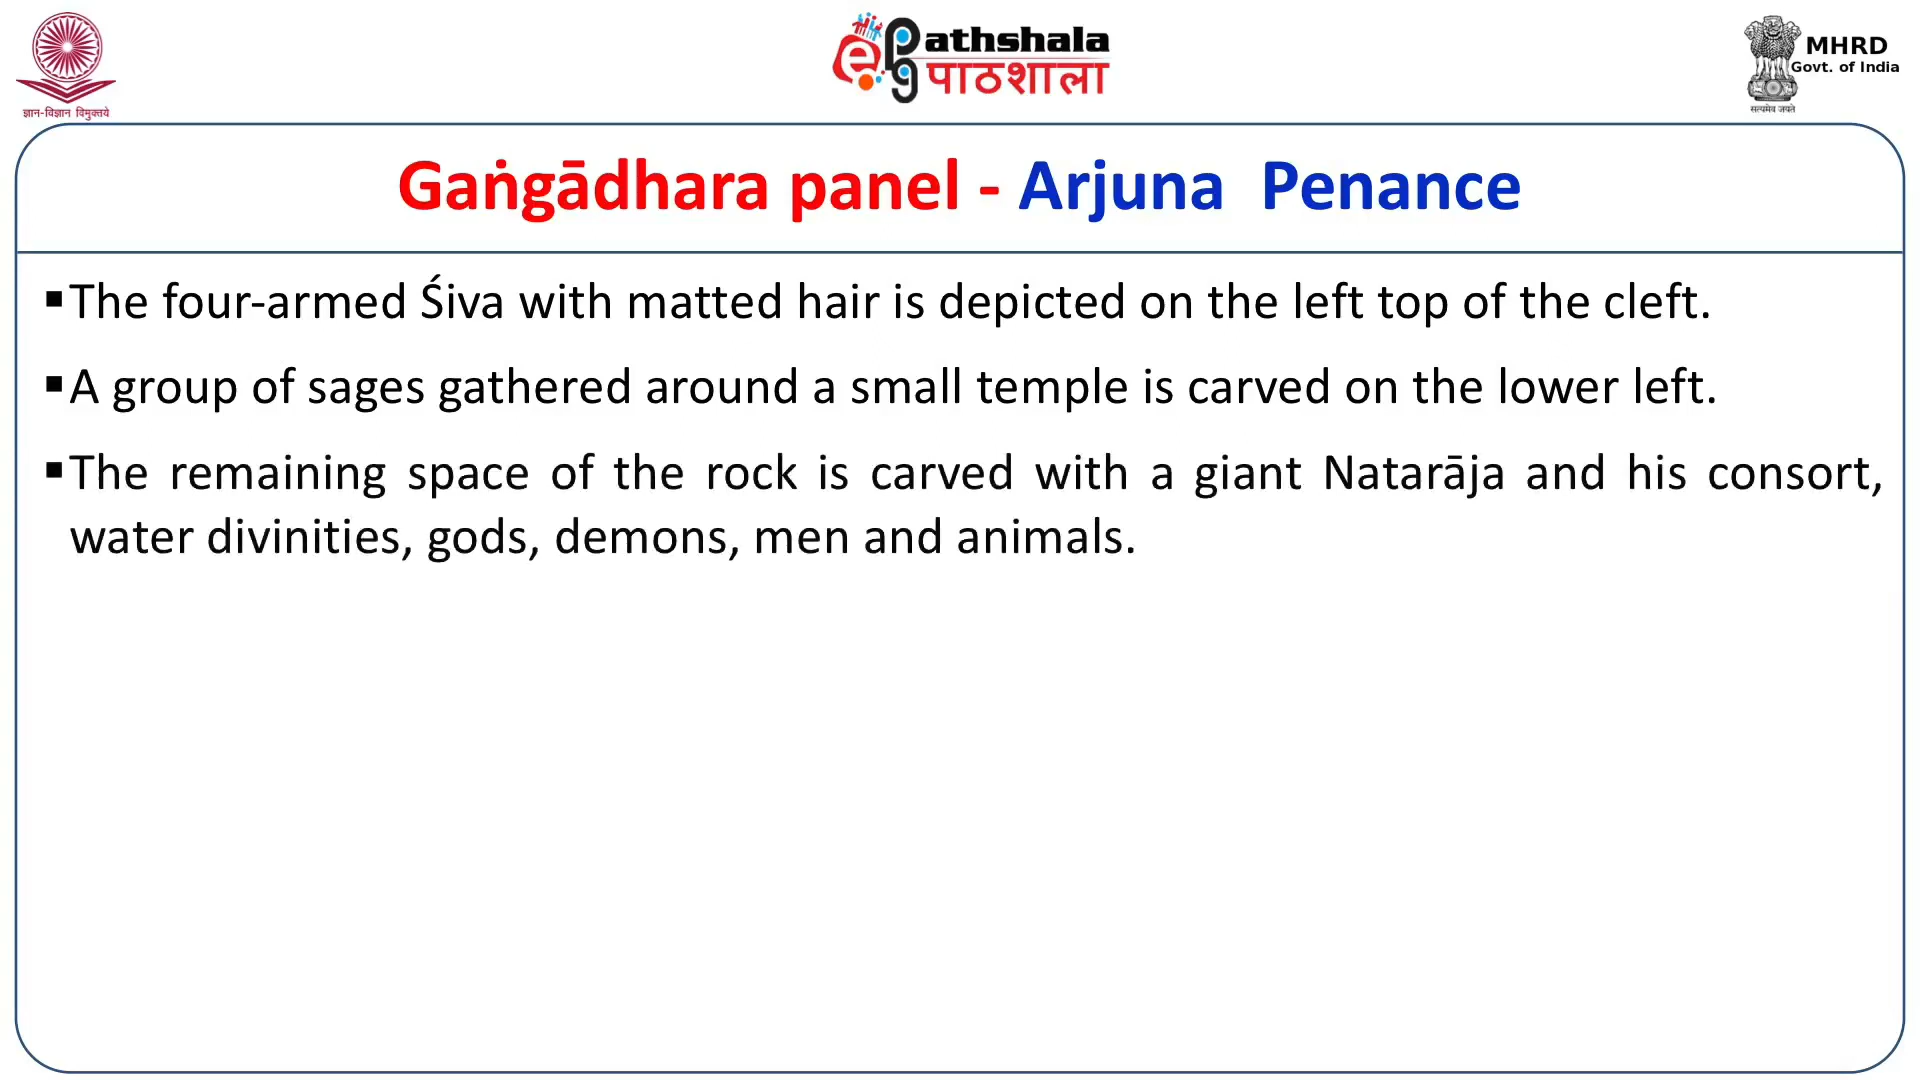 ज्ञान-विज्ञान विमुक्तये
e
PG
Pathshala
पाठशाला
MHRD
Govt. of India
सत्यमेव जयते
Gaṅgādhara panel - Arjuna  Penance
▪The four-armed Śiva with matted hair is depicted on the left top of the cleft.
▪A group of sages gathered around a small temple is carved on the lower left.
▪The remaining space of the rock is carved with a giant Natarāja and his consort,
water divinities, gods, demons, men and animals.